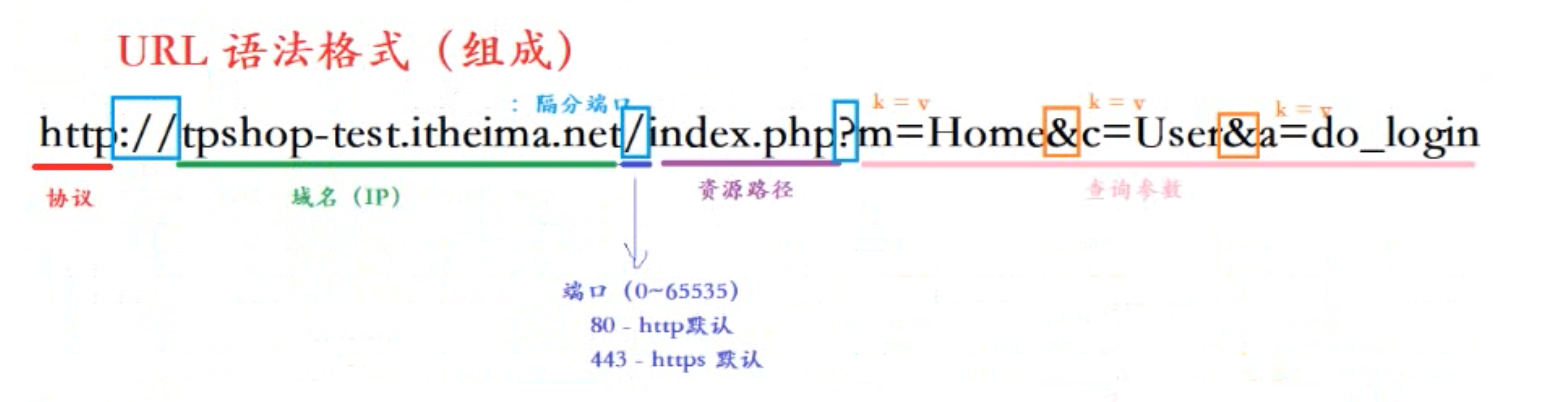 URL 语法格式（组成）
: 隔分端口
k = v
k = v
k = v
http://tpshop-test.itheima.net/index.php?m=Home&c=User&a=do_login
协议
域名（IP）
资源路径
查询参数
端口（0~65535）
80 - http默认
443 - https 默认